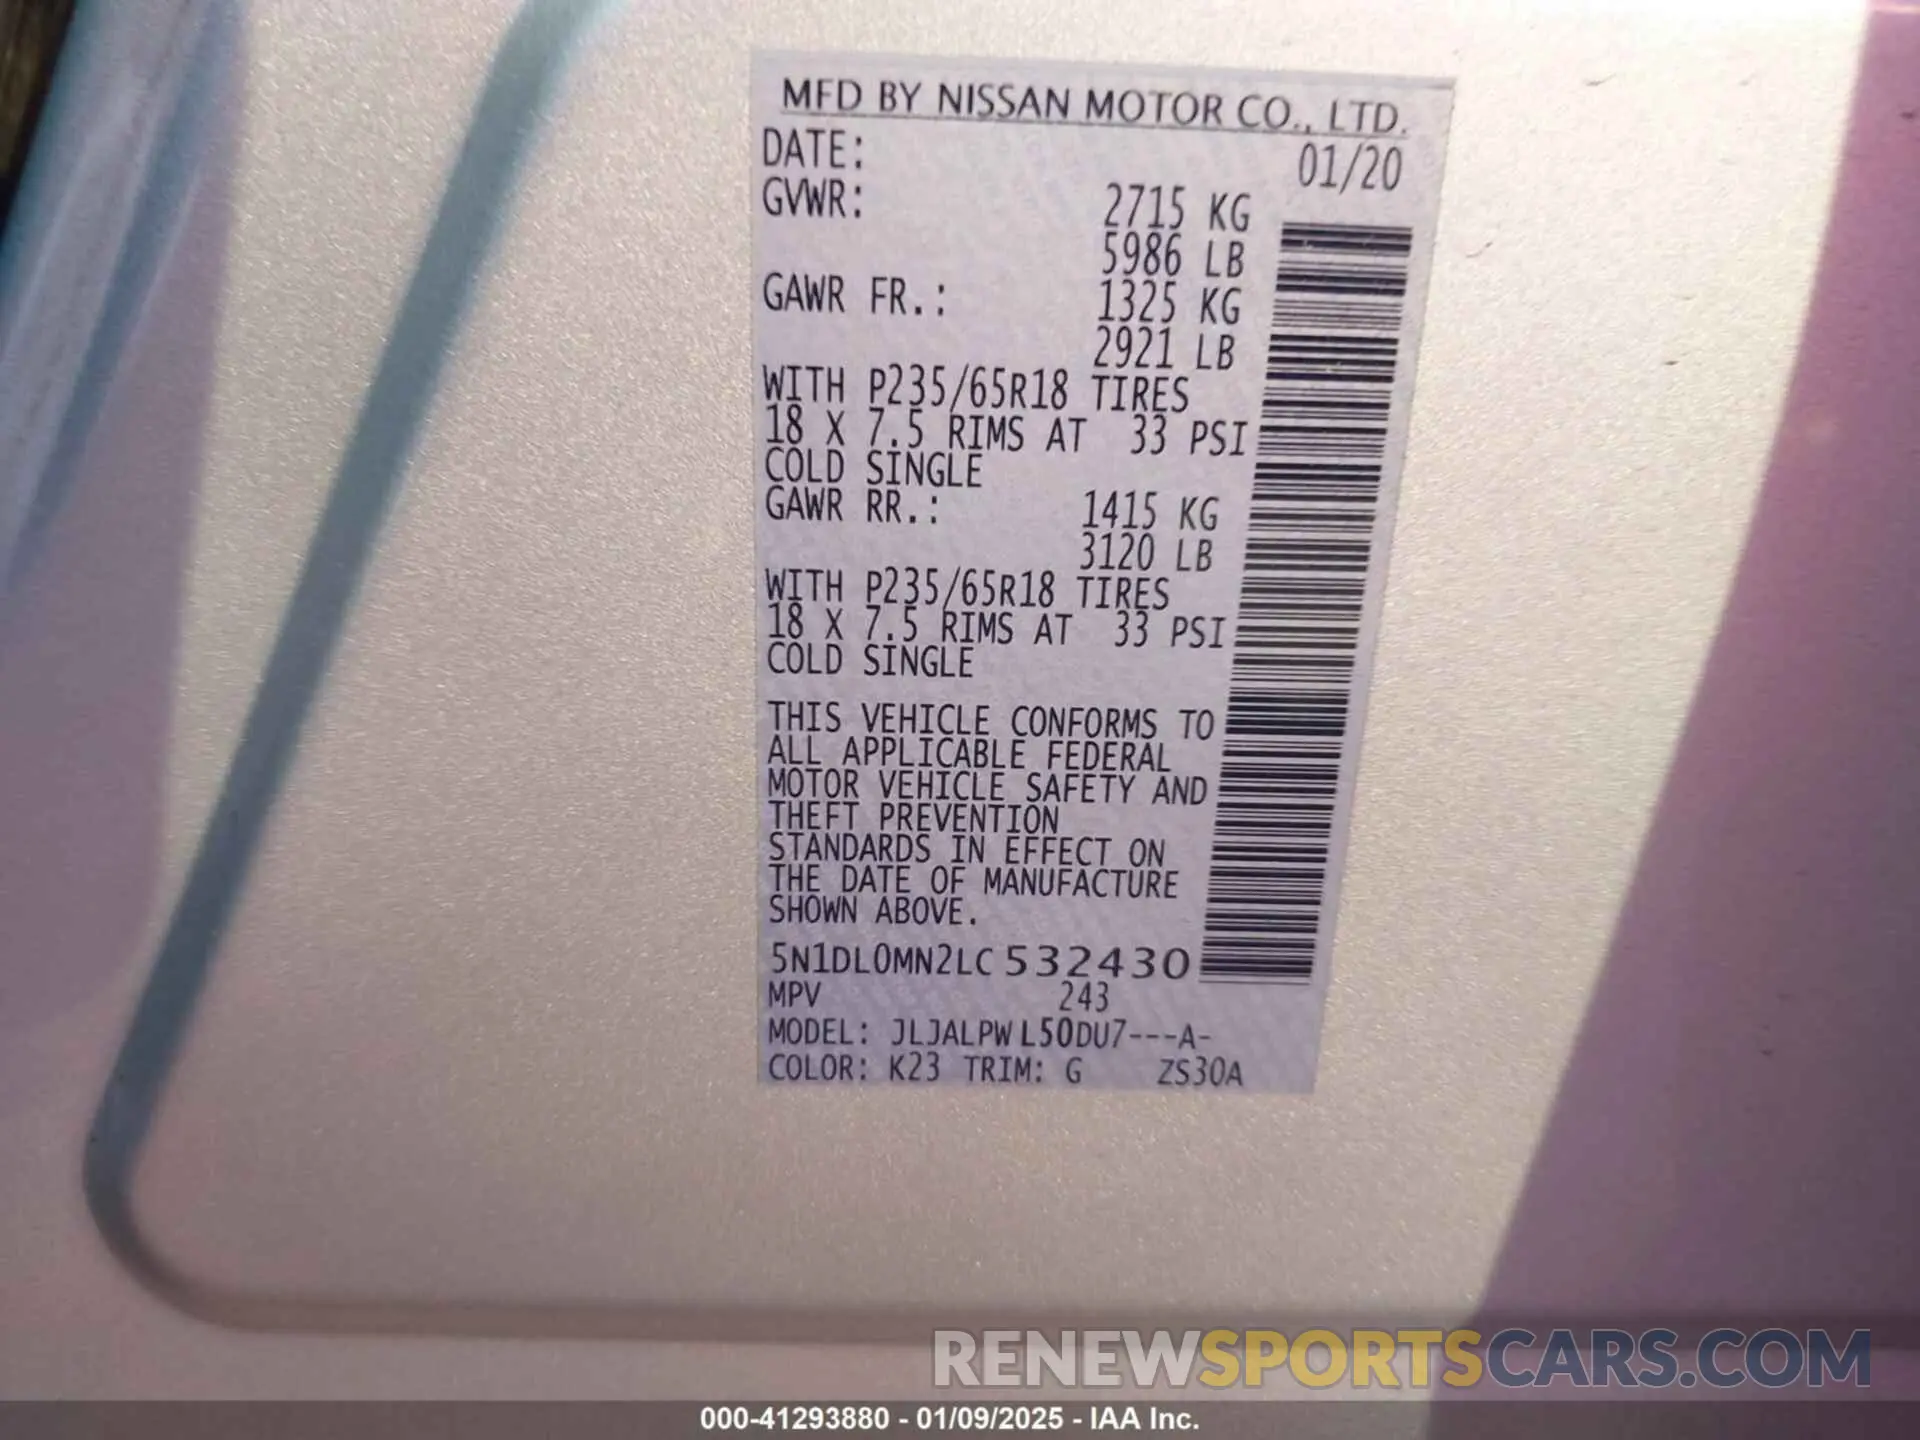 MFD BY NISSAN MOTOR CO., LTD.
DATE: 01/20
GVWR: 2715 KG
5986 LB
GAWR FR.: 1325 KG
2921 LB
WITH P235/65R18 TIRES
18 X 7.5 RIMS AT 33 PSI
COLD SINGLE
GAWR RR.: 1415 KG
3120 LB
WITH P235/65R18 TIRES
18 X 7.5 RIMS AT 33 PSI
COLD SINGLE
THIS VEHICLE CONFORMS TO
ALL APPLICABLE FEDERAL
MOTOR VEHICLE SAFETY AND
THEFT PREVENTION
STANDARDS IN EFFECT ON
THE DATE OF MANUFACTURE
SHOWN ABOVE.
5N1DL0MN2LC532430
MPV 243
MODEL: JLJALPWL50DU7---A-
COLOR: K23 TRIM: G ZS30A
RENEWSPORTSCARS.COM
000-41293880 - 01/09/2025 - IAA Inc.